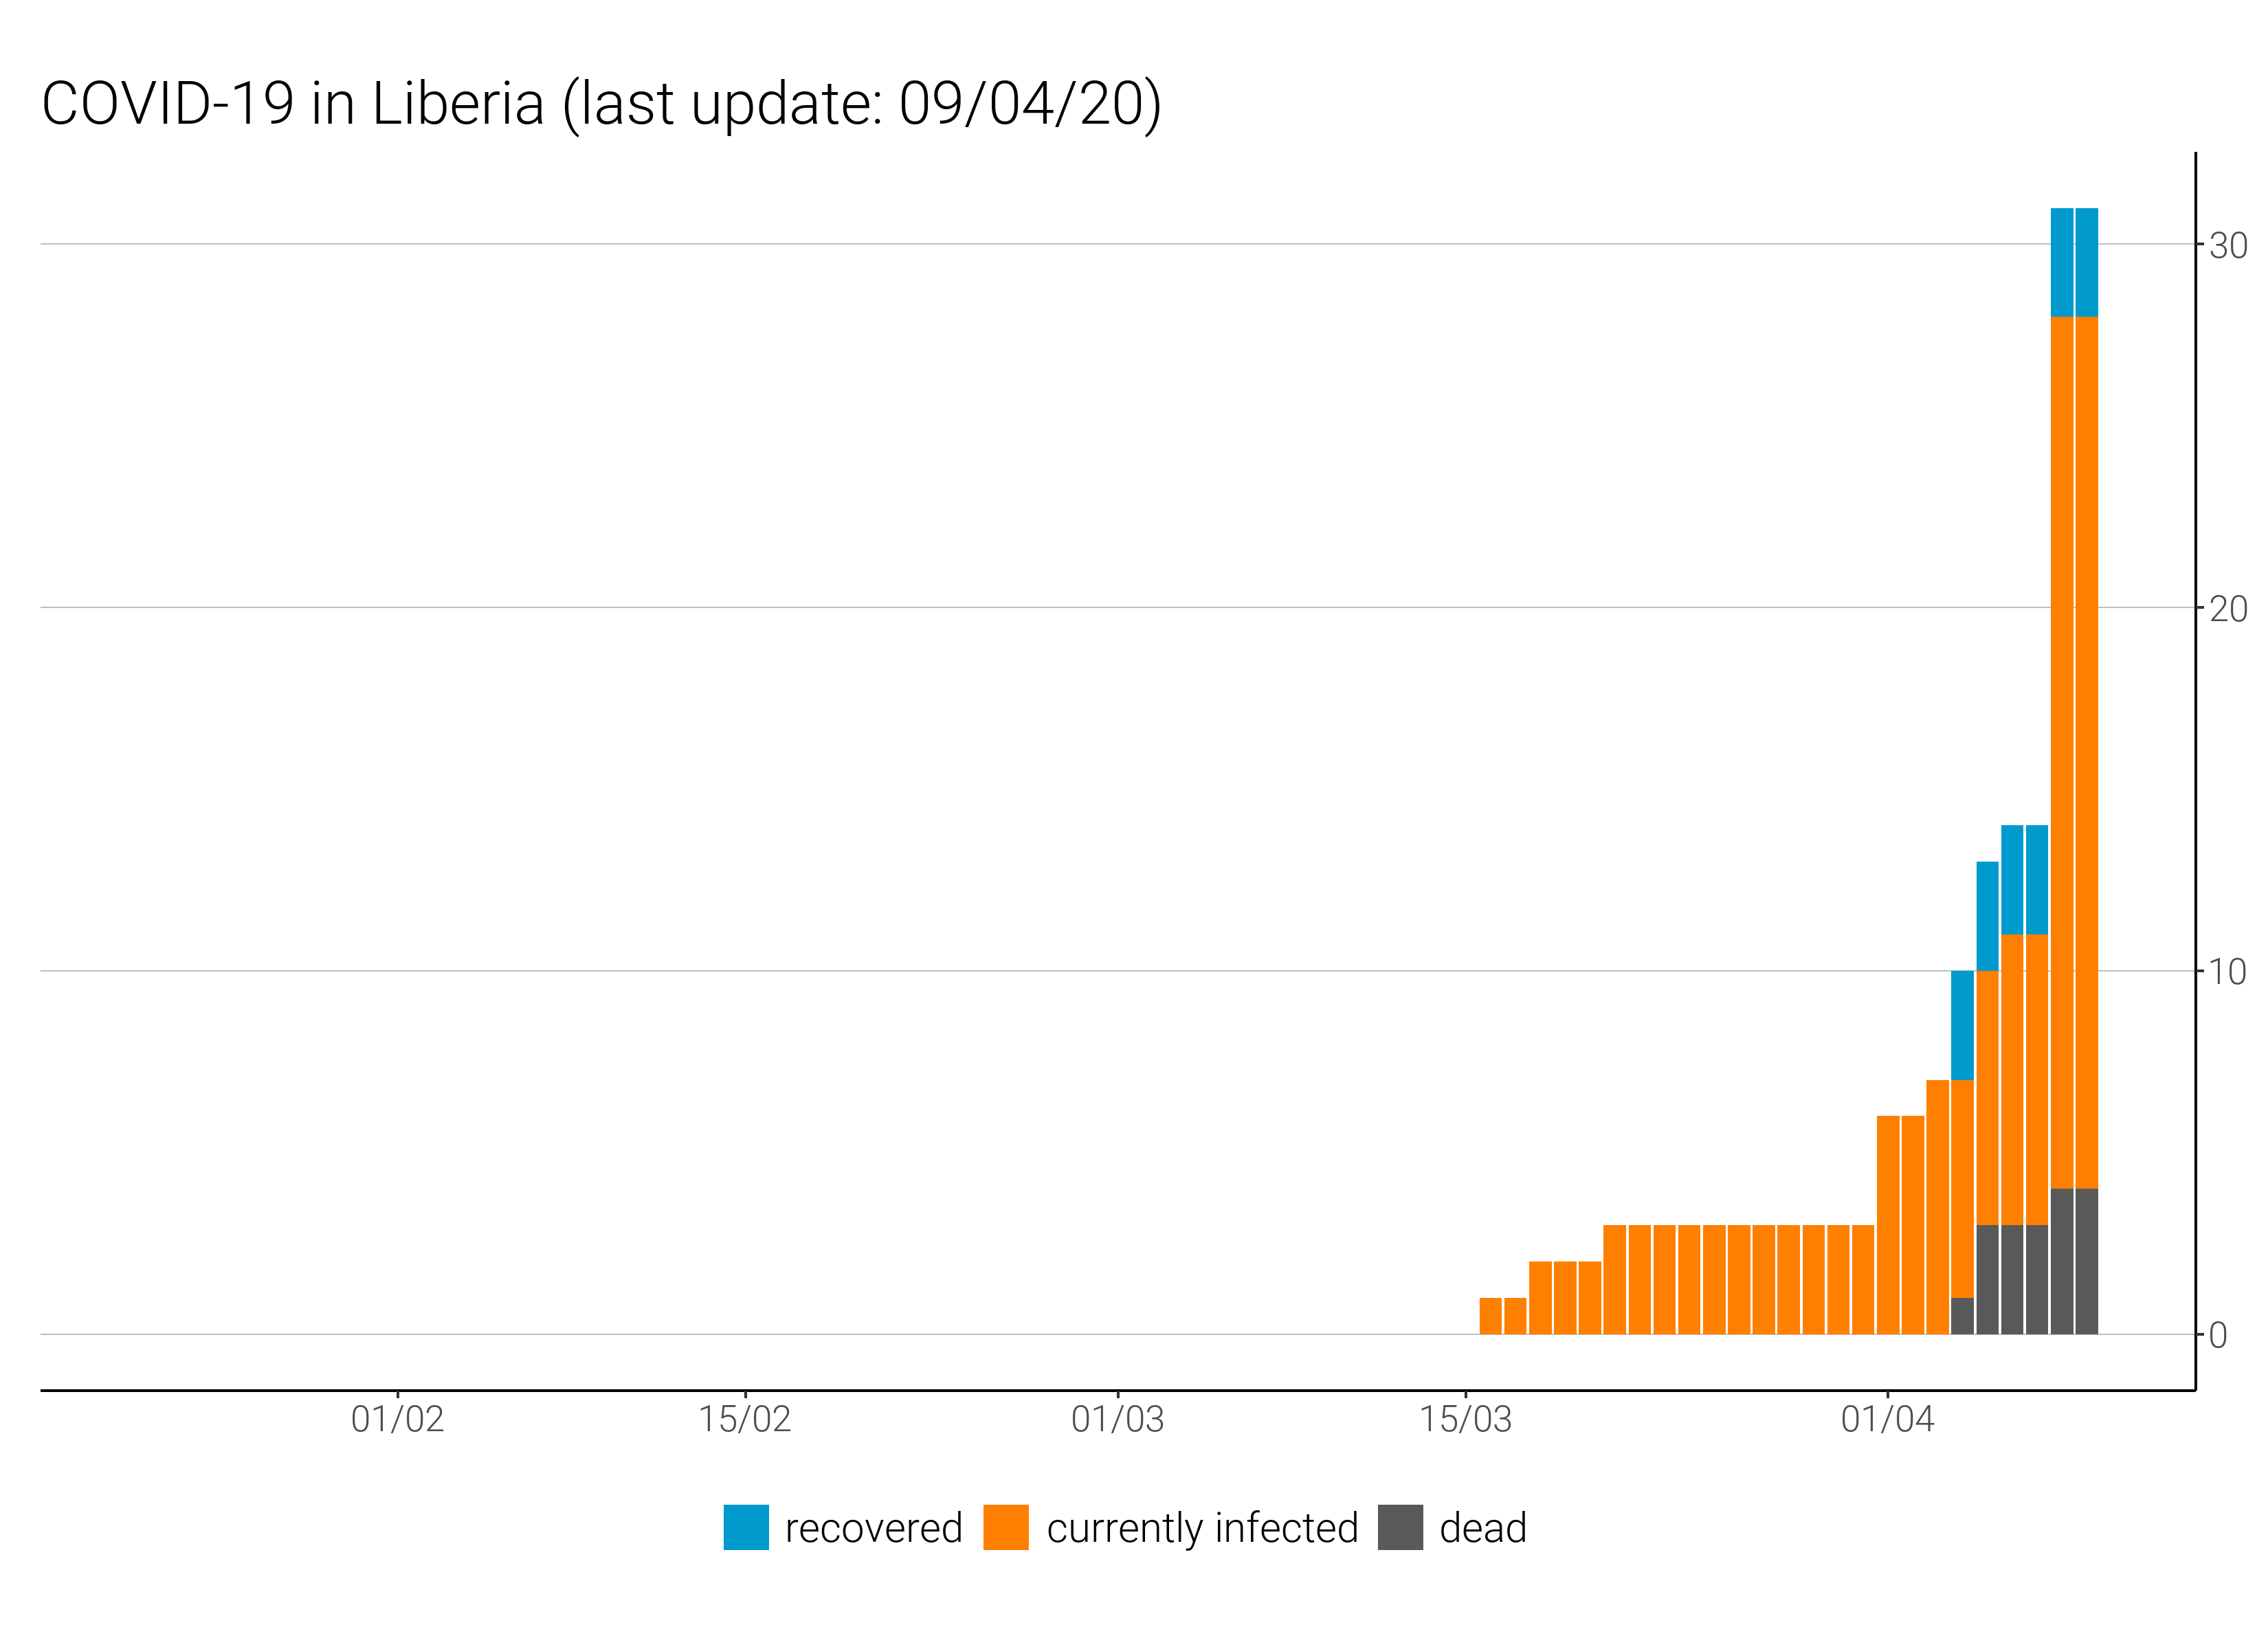 COVID-19 in Liberia (last update: 09/04/20)
30
20
10
0
01/02 15/02 01/03 15/03 01/04
recovered currently infected dead